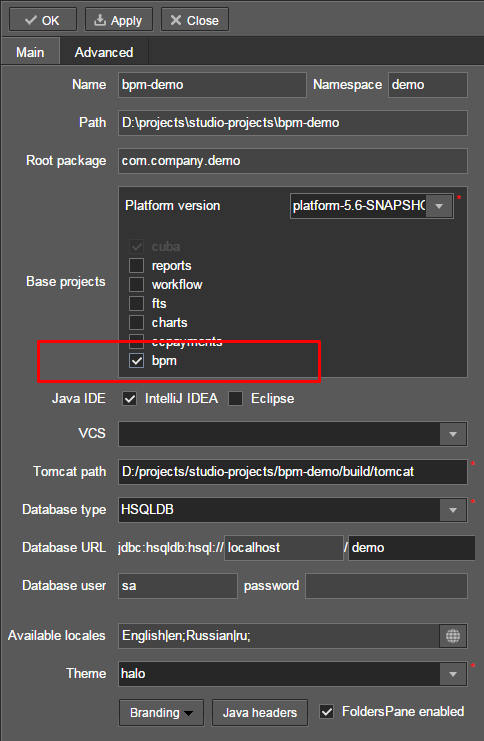 OK Apply Close
Main Advanced
Name bpm-demo Namespace demo
Path D:\projects\studio-projects\bpm-demo
Root package com.company.demo
Platform version platform-5.6-SNAPSHO *
cuba
reports
workflow
fts
charts
ccpayments
bpm
Base projects
Java IDE IntelliJ IDEA Eclipse
VCS
Tomcat path D:/projects/studio-projects/bpm-demo/build/tomcat *
Database type HSQLDB *
Database URL jdbc:hsqldb:hsql:// localhost / demo
Database user sa password
Available locales English|en;Russian|ru;
Theme halo *
Branding Java headers FoldersPane enabled